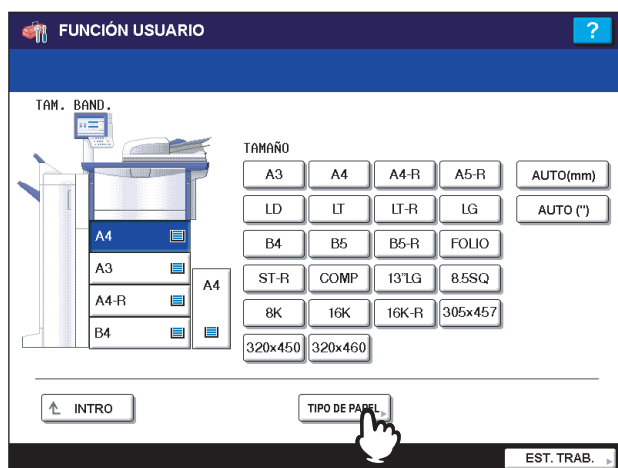 FUNCIÓN USUARIO
?
TAM. BAND.
TAMAÑO
A3 A4 A4-R A5-R AUTO(mm)
LD LT LT-R LG AUTO (")
B4 B5 B5-R FOLIO
ST-R COMP 13"LG 8.5SQ
8K 16K 16K-R 305x457
320x450 320x460
A4
A3
A4
A4-R
B4
INTRO
TIPO DE PAPEL
EST. TRAB.